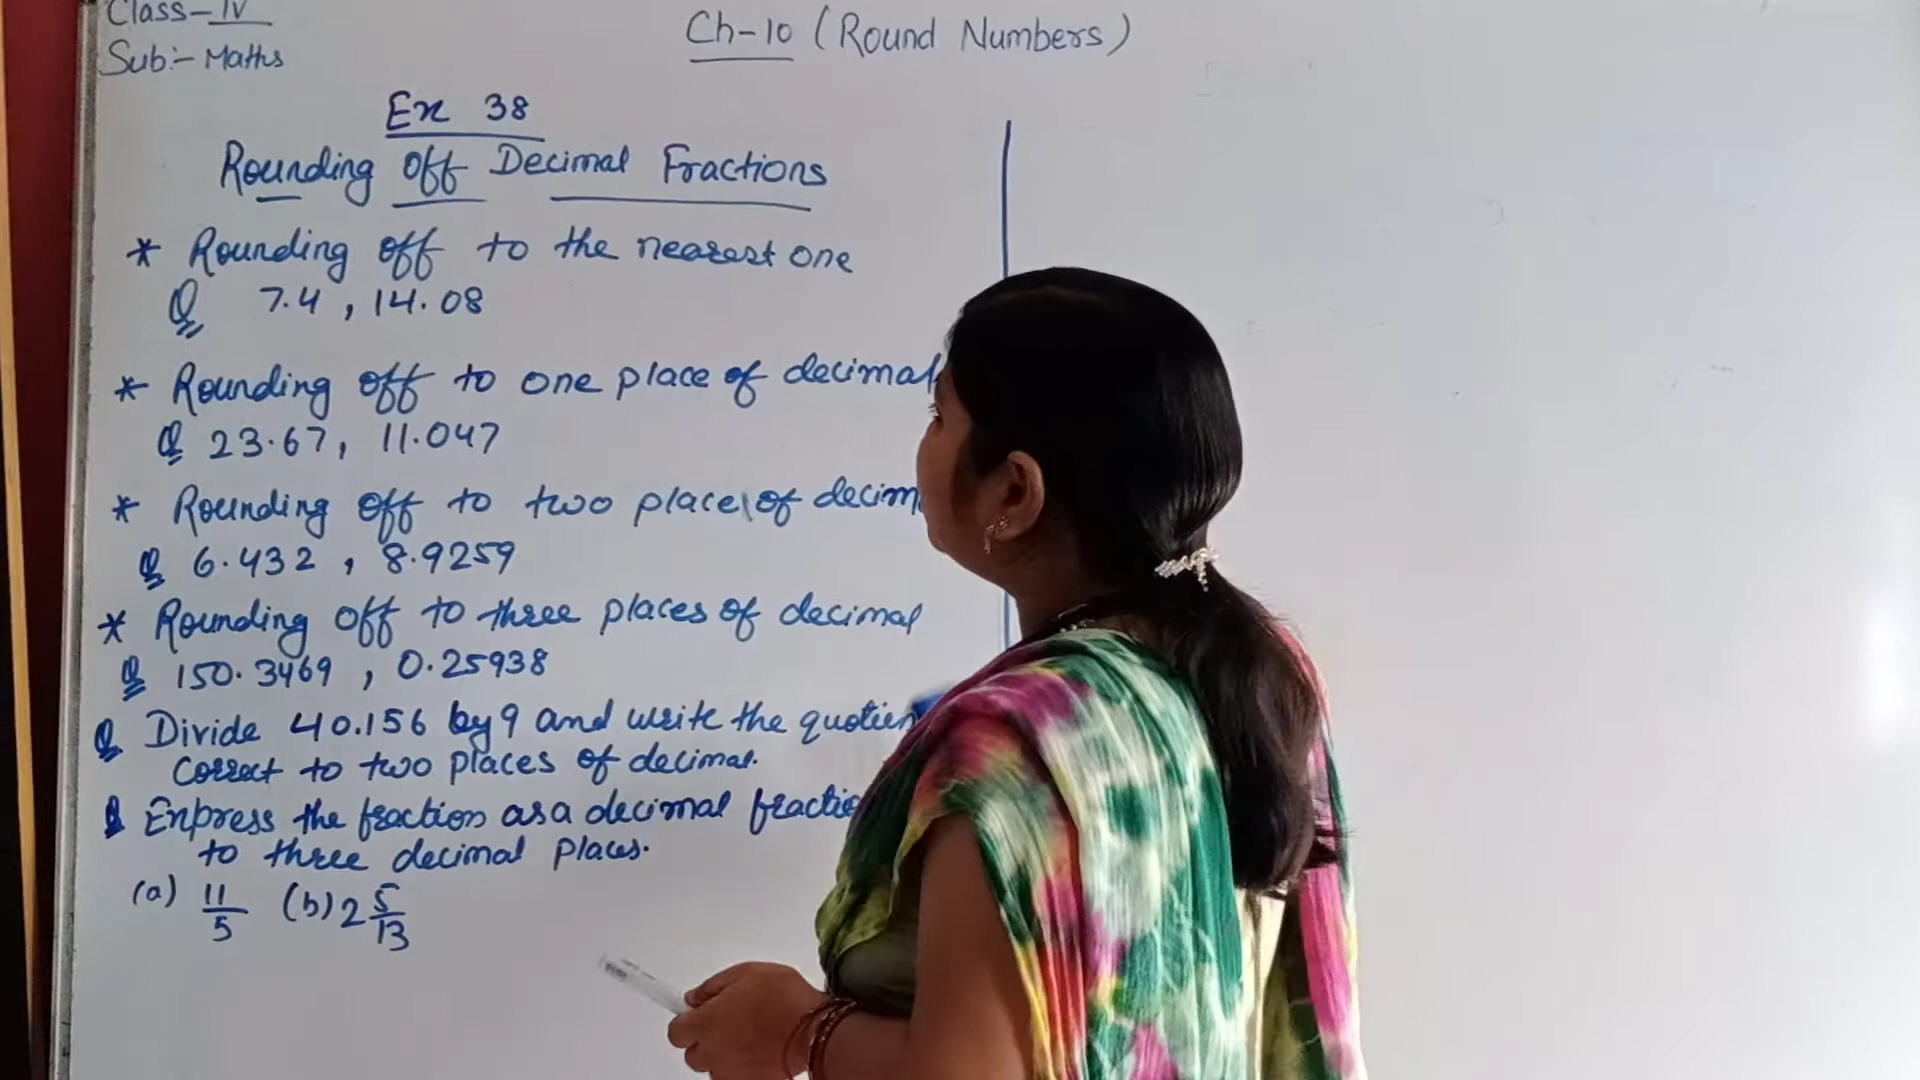 Class-IV
Sub:- Maths
Ch-10 (Round Numbers)
Ex 38
Rounding off Decimal Fractions
* Rounding off to the nearest one
Q 7.4, 14.08
* Rounding off to one place of decimal
Q 23.67, 11.047
* Rounding off to two place of decim
Q 6.432, 8.9259
* Rounding off to three places of decimal
Q 150.3469, 0.25938
Q Divide 40.156 by 9 and write the quotien
correct to two places of decimal.
Q Express the fraction as a decimal fractio
to three decimal places.
(a) 11/5 (b) 2 5/13